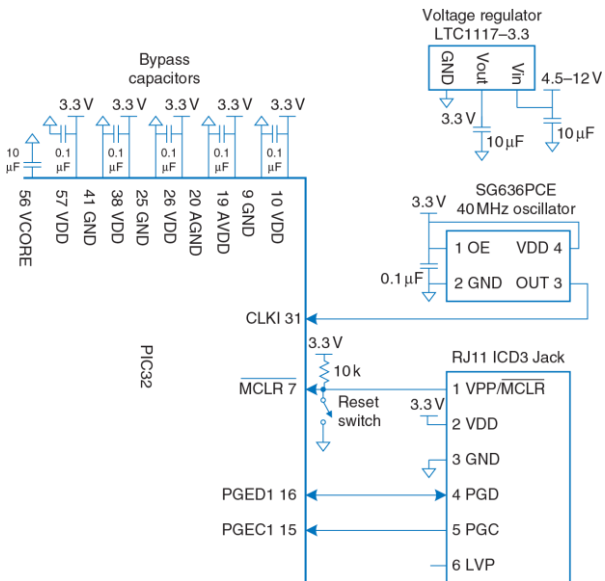 Voltage regulator
LTC1117–3.3
GND
Vout
Vin
4.5–12 V
3.3 V
10 μF
10 μF
Bypass
capacitors
3.3 V
3.3 V
3.3 V
3.3 V
3.3 V
10
μF
0.1
μF
0.1
μF
0.1
μF
0.1
μF
0.1
μF
56 VCORE
57 VDD
41 GND
38 VDD
25 GND
26 VDD
20 AGND
19 AVDD
9 GND
10 VDD
SG636PCE
40 MHz oscillator
3.3 V
1 OE VDD 4
0.1 μF
2 GND OUT 3
CLKI 31
PIC32
3.3 V
10 k
MCLR 7
Reset
switch
RJ11 ICD3 Jack
1 VPP/MCLR
3.3 V
2 VDD
3 GND
PGED1 16
4 PGD
PGEC1 15
5 PGC
6 LVP